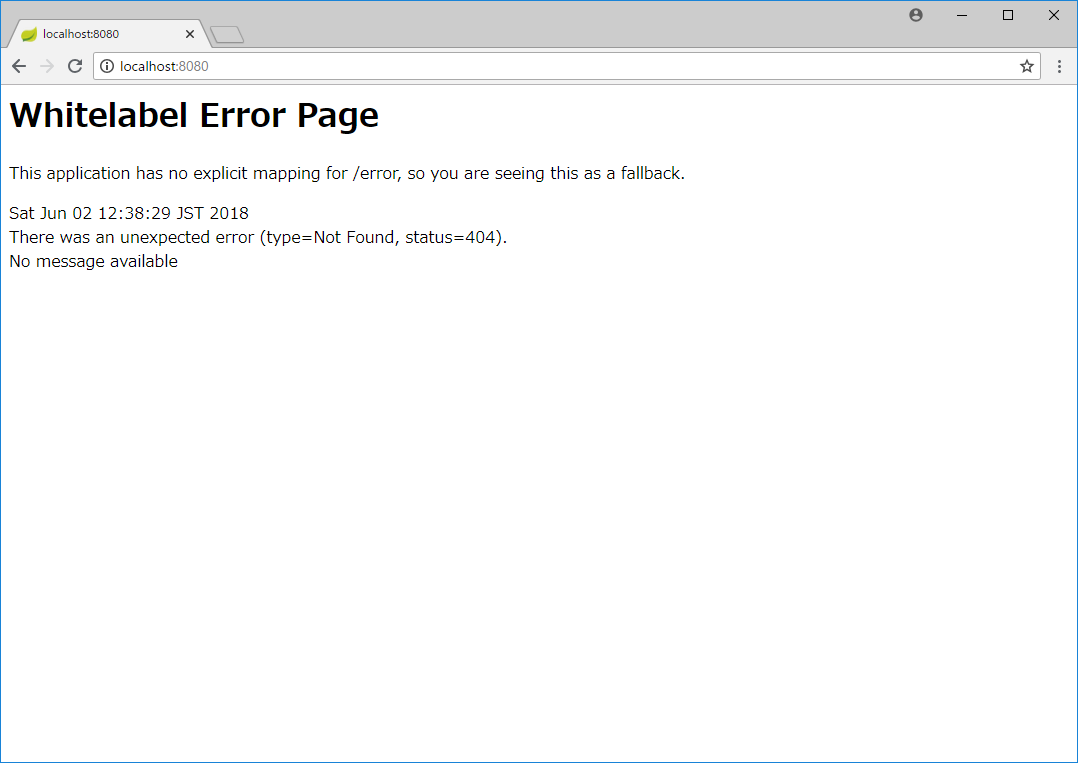 localhost:8080
localhost:8080
Whitelabel Error Page
This application has no explicit mapping for /error, so you are seeing this as a fallback.
Sat Jun 02 12:38:29 JST 2018
There was an unexpected error (type=Not Found, status=404).
No message available